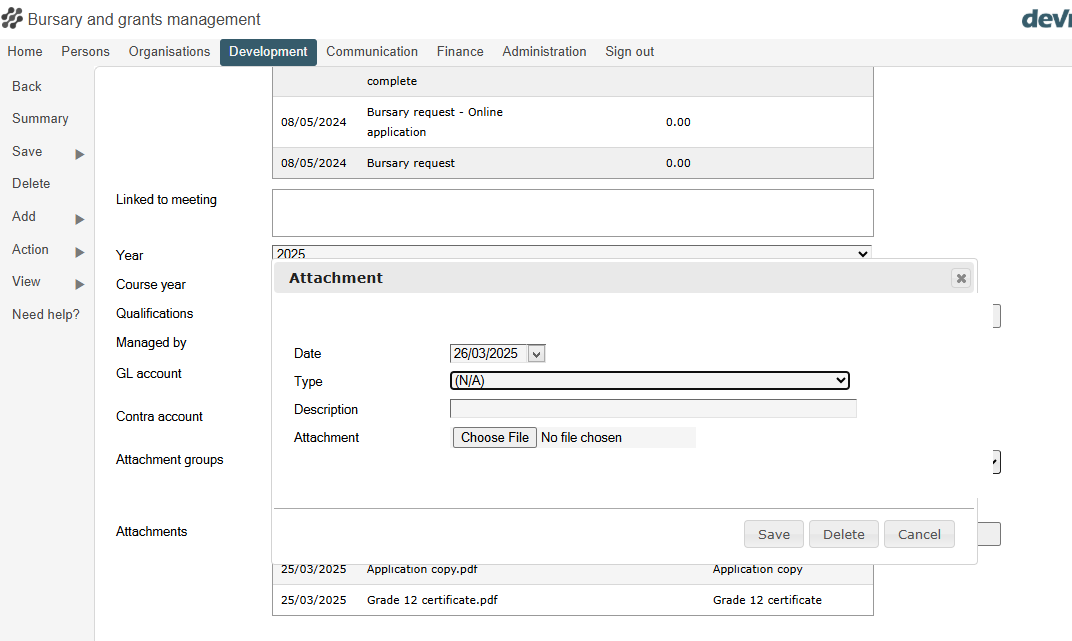 Bursary and grants management
Home Persons Organisations Development Communication Finance Administration Sign out
Back
Summary
Save
Delete
Add
Action
View
Need help?
complete
08/05/2024 Bursary request - Online application 0.00
08/05/2024 Bursary request 0.00
Linked to meeting
Year 2025
Course year
Qualifications
Managed by
GL account
Contra account
Attachment groups
Attachments
Attachment
Date 26/03/2025
Type (N/A)
Description
Attachment Choose File No file chosen
Save Delete Cancel
25/03/2025 Application copy.pdf Application copy
25/03/2025 Grade 12 certificate.pdf Grade 12 certificate